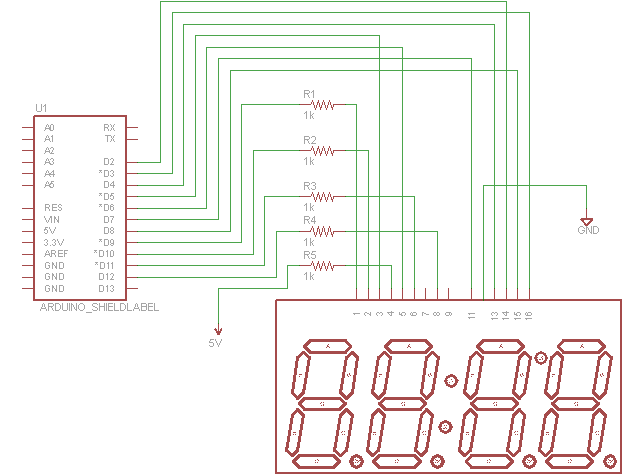 U1
A0 RX
A1 TX
A2
A3 D2
A4 *D3
A5 D4
*D5
RES *D6
VIN D7
5V D8
3.3V *D9
AREF *D10
GND *D11
GND D12
GND D13
ARDUINO_SHIELDLABEL
R1
1k
R2
1k
R3
1k
R4
1k
R5
1k
5V
GND
1 2 3 4 5 6 7 8 9 11 13 14 15 16
A A A A
G G G G